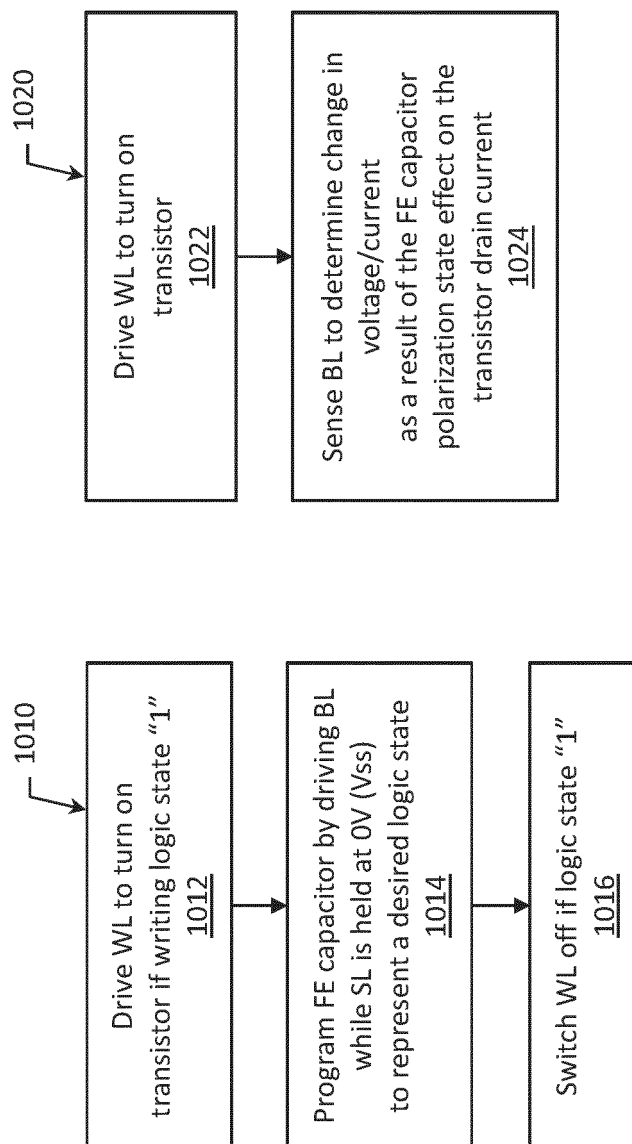 1010
Drive WL to turn on
transistor if writing logic state “1”
1012
Program FE capacitor by driving BL
while SL is held at 0V (Vss)
to represent a desired logic state
1014
Switch WL off if logic state “1”
1016
1020
Drive WL to turn on
transistor
1022
Sense BL to determine change in
voltage/current
as a result of the FE capacitor
polarization state effect on the
transistor drain current
1024